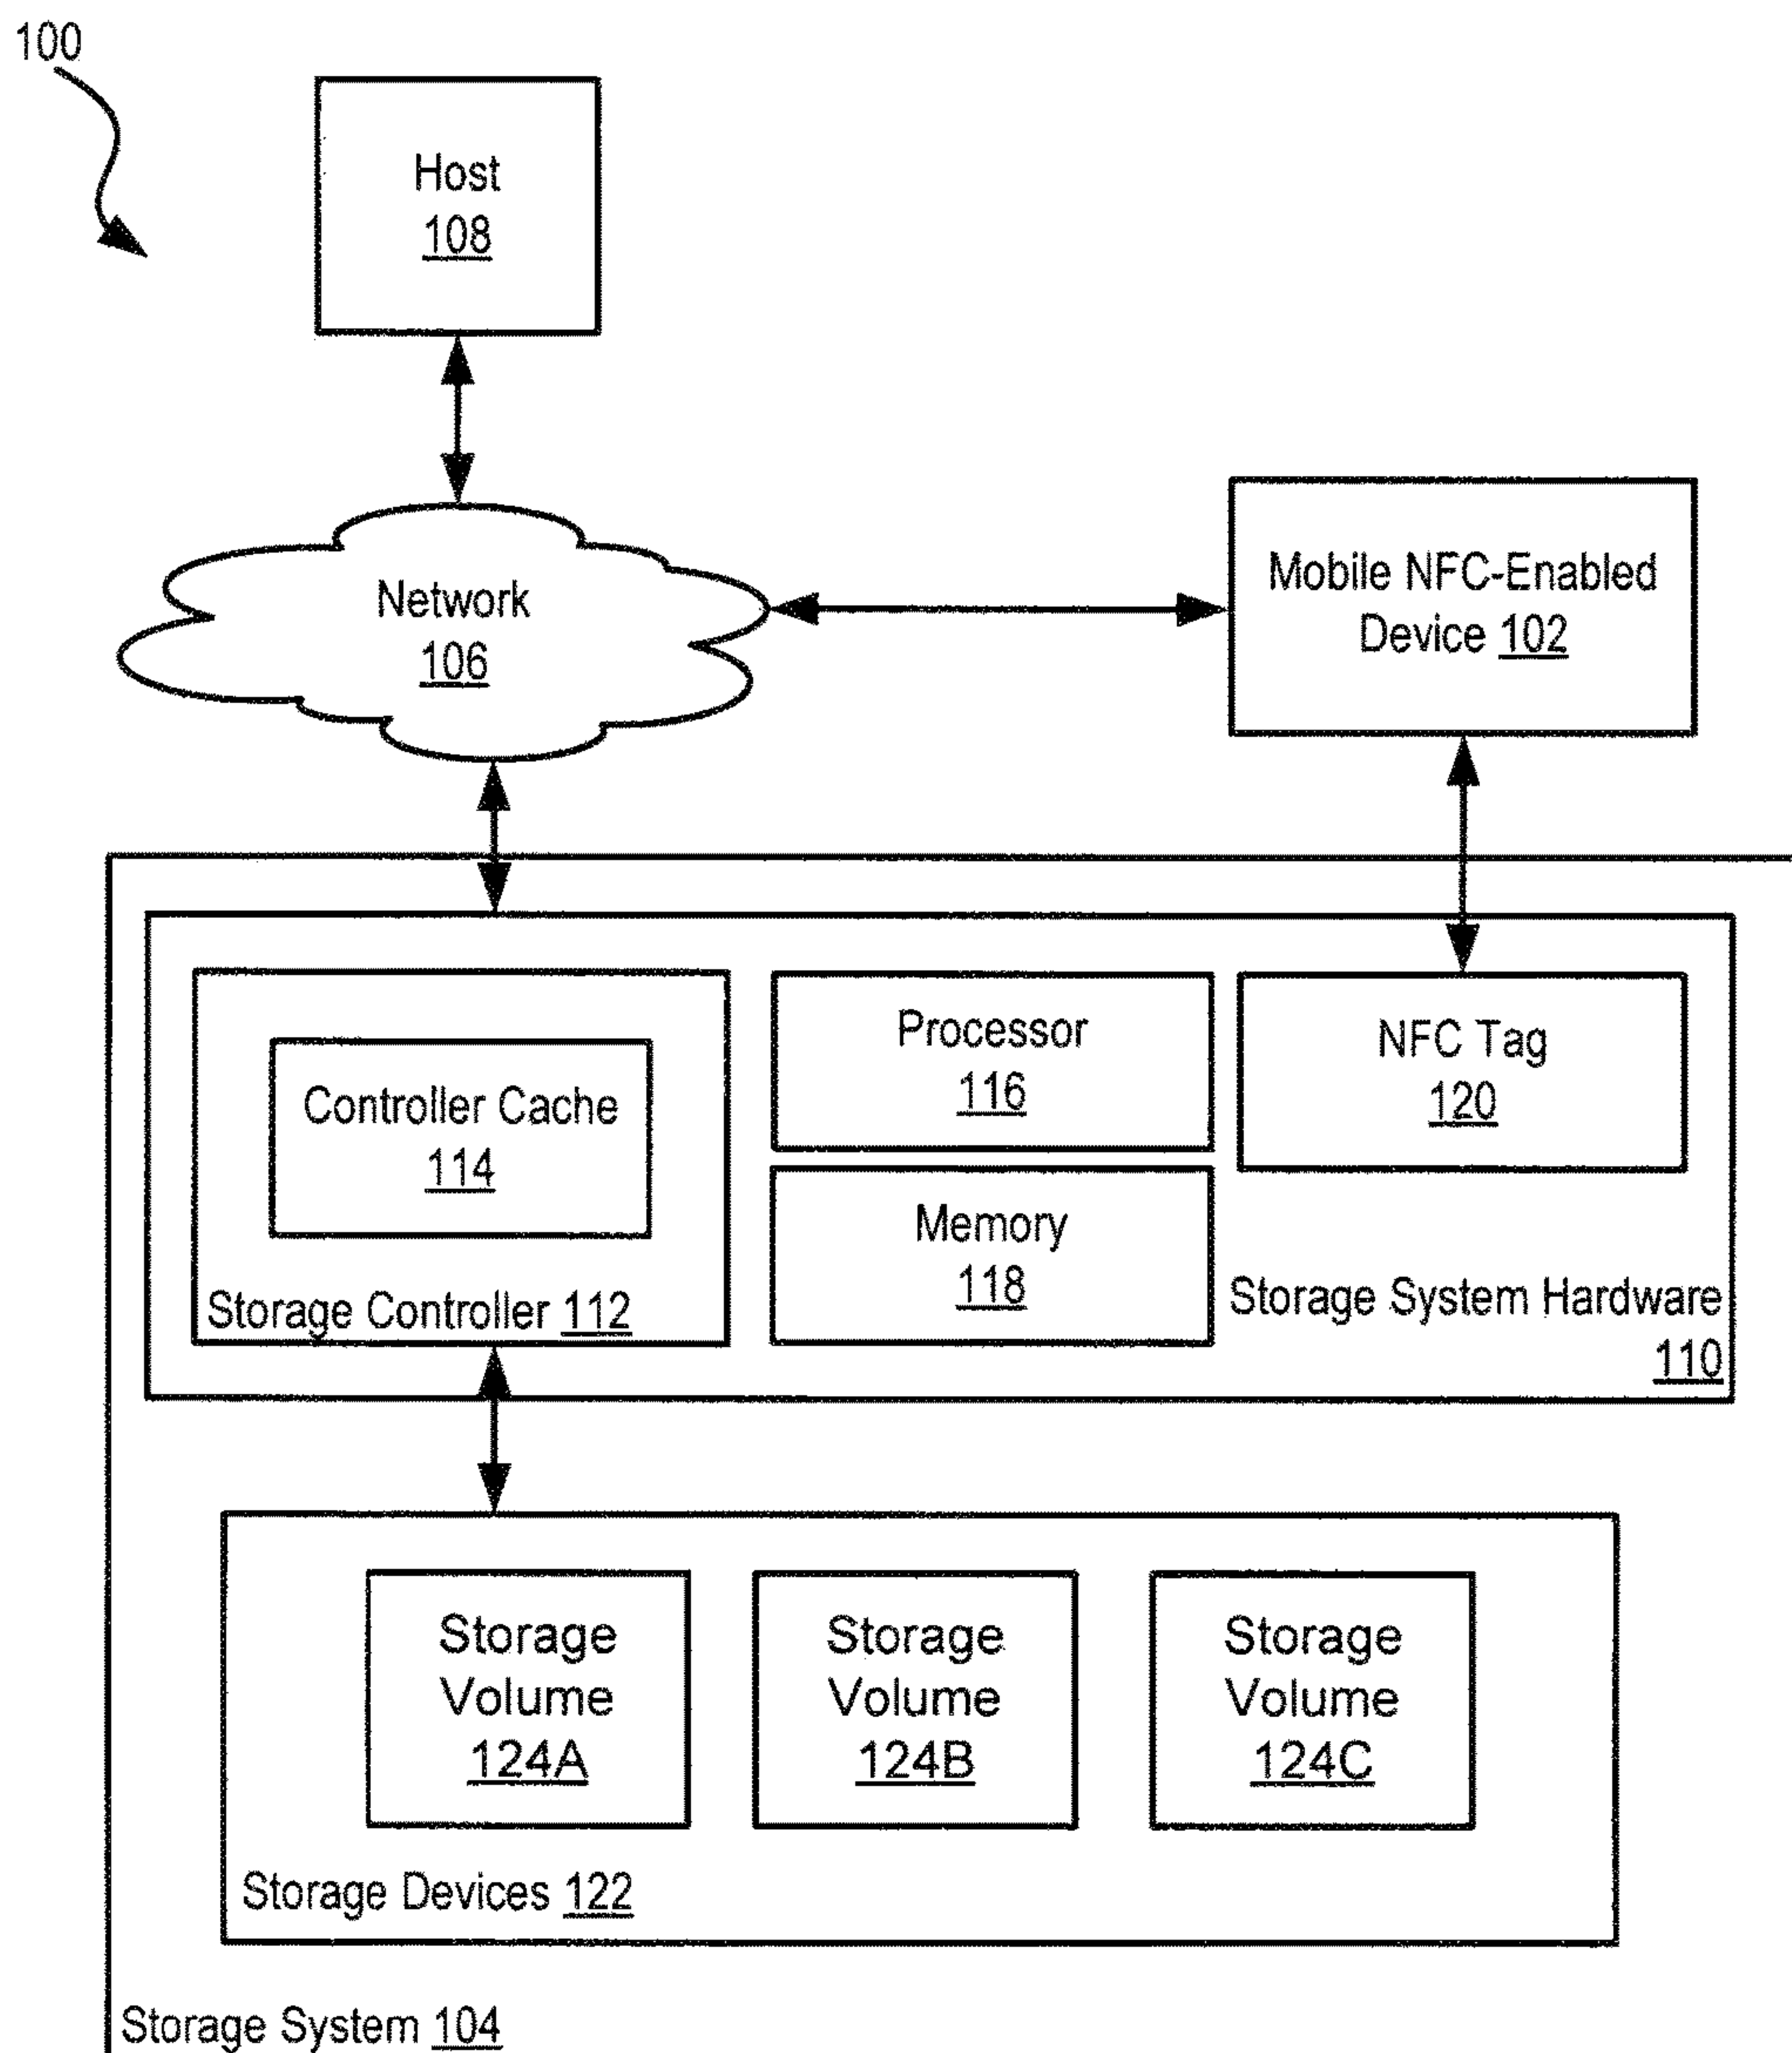 100
Host
108
Network
106
Mobile NFC-Enabled
Device 102
Controller Cache
114
Storage Controller 112
Processor
116
Memory
118
NFC Tag
120
Storage System Hardware
110
Storage
Volume
124A
Storage
Volume
124B
Storage
Volume
124C
Storage Devices 122
Storage System 104